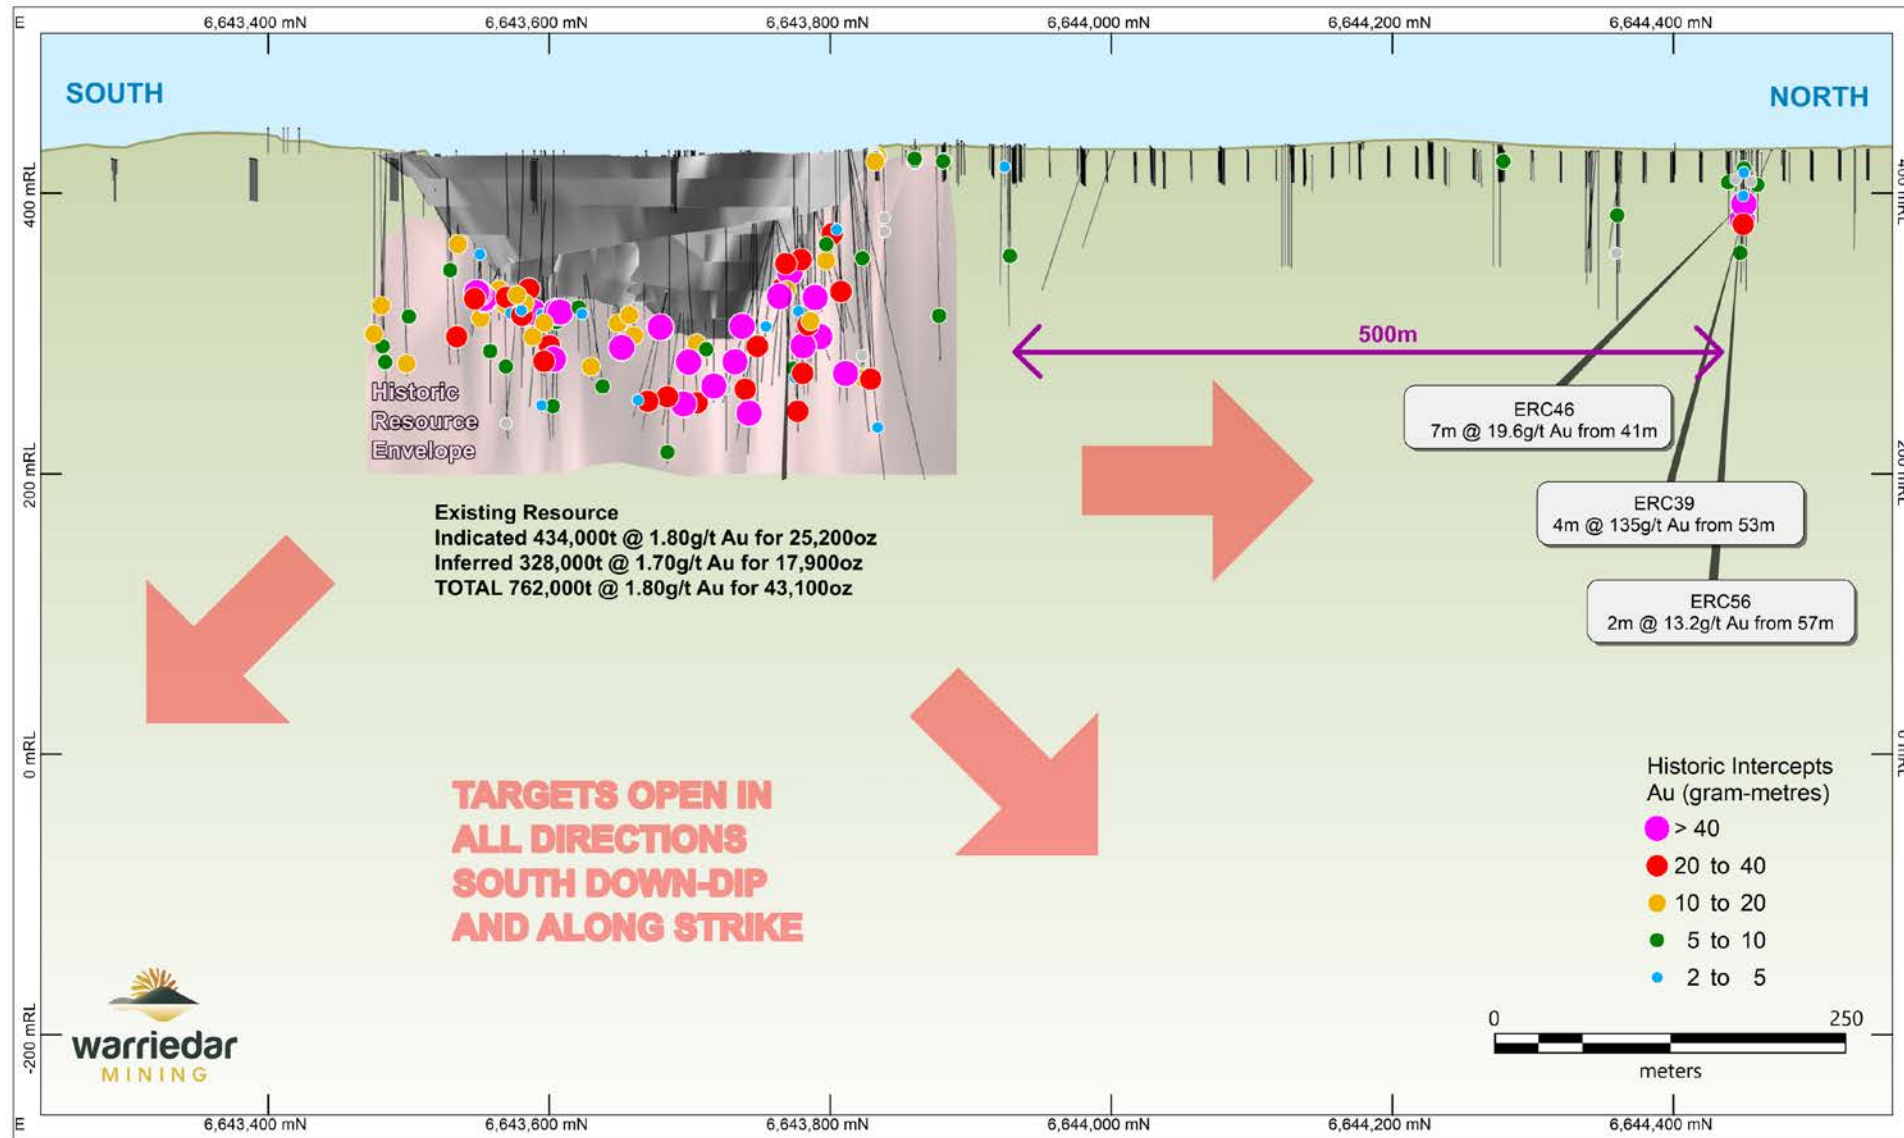 E
6,643,400 mN
6,643,600 mN
6,643,800 mN
6,644,000 mN
6,644,200 mN
6,644,400 mN
SOUTH
NORTH
400 mRL
200 mRL
0 mRL
-200 mRL
500m
Historic
Resource
Envelope
ERC46
7m @ 19.6g/t Au from 41m
ERC39
4m @ 135g/t Au from 53m
ERC56
2m @ 13.2g/t Au from 57m
Existing Resource
Indicated 434,000t @ 1.80g/t Au for 25,200oz
Inferred 328,000t @ 1.70g/t Au for 17,900oz
TOTAL 762,000t @ 1.80g/t Au for 43,100oz
TARGETS OPEN IN
ALL DIRECTIONS
SOUTH DOWN-DIP
AND ALONG STRIKE
Historic Intercepts
Au (gram-metres)
> 40
20 to 40
10 to 20
5 to 10
2 to 5
0 250
meters
warriedar
MINING
E
6,643,400 mN
6,643,600 mN
6,643,800 mN
6,644,000 mN
6,644,200 mN
6,644,400 mN